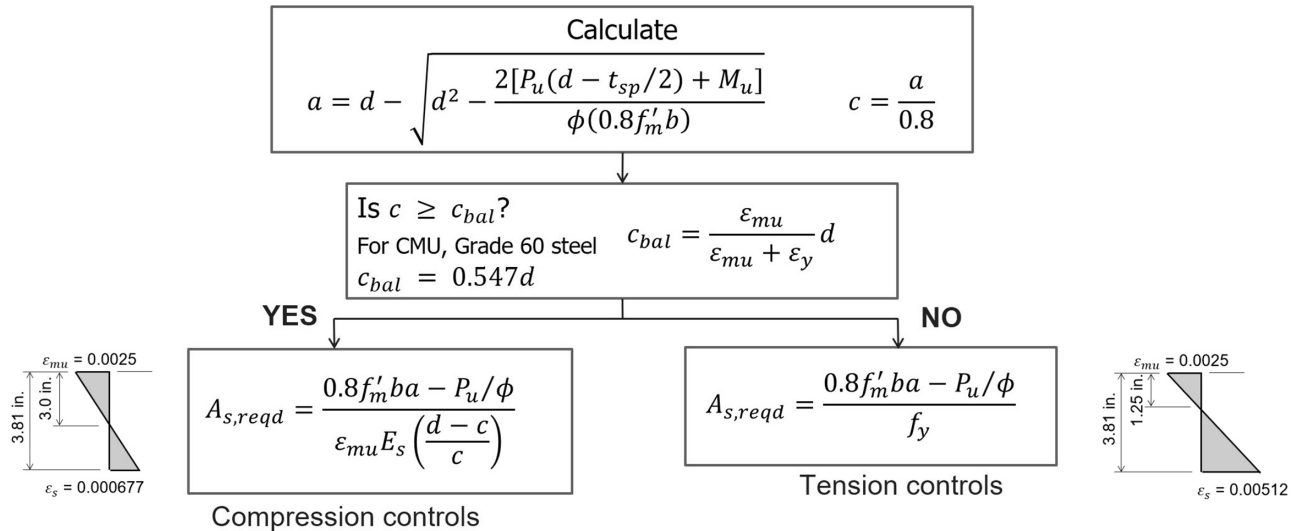 Calculate
a = d − √(d² − 2[P_u(d − t_sp/2) + M_u] / ϕ(0.8f′_m b))
c = a/0.8
Is c ≥ c_bal?
For CMU, Grade 60 steel
c_bal = 0.547d
c_bal = ε_mu / (ε_mu + ε_y) d
YES
NO
ε_mu = 0.0025
3.81 in.
3.0 in.
ε_s = 0.000677
A_s,reqd = (0.8f′_m ba − P_u/ϕ) / (ε_mu E_s ((d − c)/c))
Compression controls
A_s,reqd = (0.8f′_m ba − P_u/ϕ) / f_y
Tension controls
ε_mu = 0.0025
3.81 in.
1.25 in.
ε_s = 0.00512